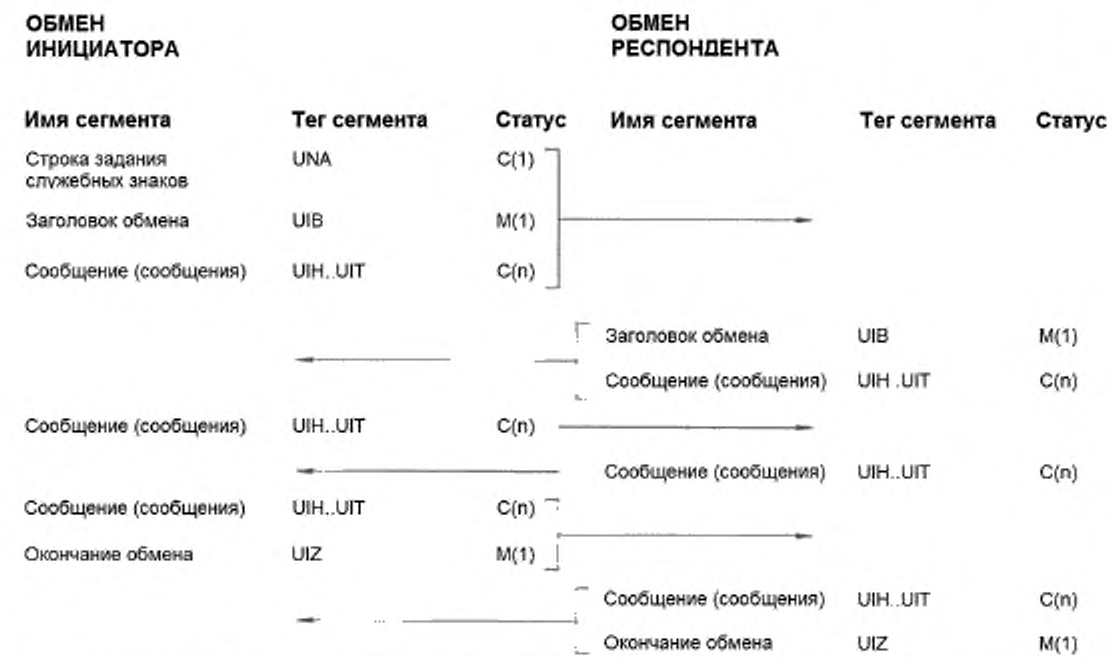 ОБМЕН
ИНИЦИАТОРА
ОБМЕН
РЕСПОНДЕНТА
Имя сегмента Тег сегмента Статус Имя сегмента Тег сегмента Статус
Строка задания UNA C(1)
служебных знаков
Заголовок обмена UIB M(1)
Сообщение (сообщения) UIH..UIT C(n)
Заголовок обмена UIB M(1)
Сообщение (сообщения) UIH .UIT C(n)
Сообщение (сообщения) UIH..UIT C(n)
Сообщение (сообщения) UIH..UIT C(n)
Сообщение (сообщения) UIH..UIT C(n)
Окончание обмена UIZ M(1)
Сообщение (сообщения) UIH..UIT C(n)
Окончание обмена UIZ M(1)